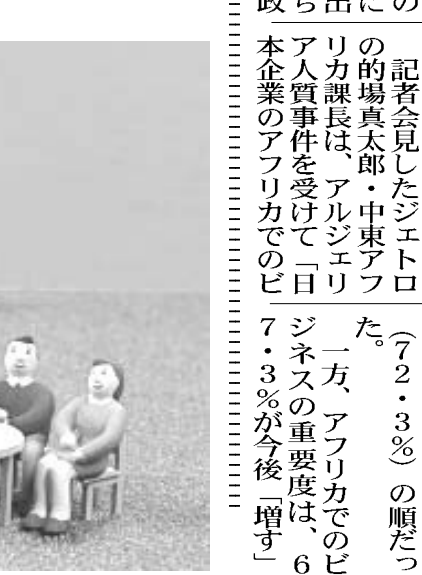 の
に
記者会見したジェトロ
の的場真太郎・中東アフ
リカ課長は、アルジェリ
ア人質事件を受けて「日
本企業のアフリカでのビ
（72・3％）の順だっ
た。
一方、アフリカでのビ
ジネスの重要度は、6
7・3％が今後「増す」